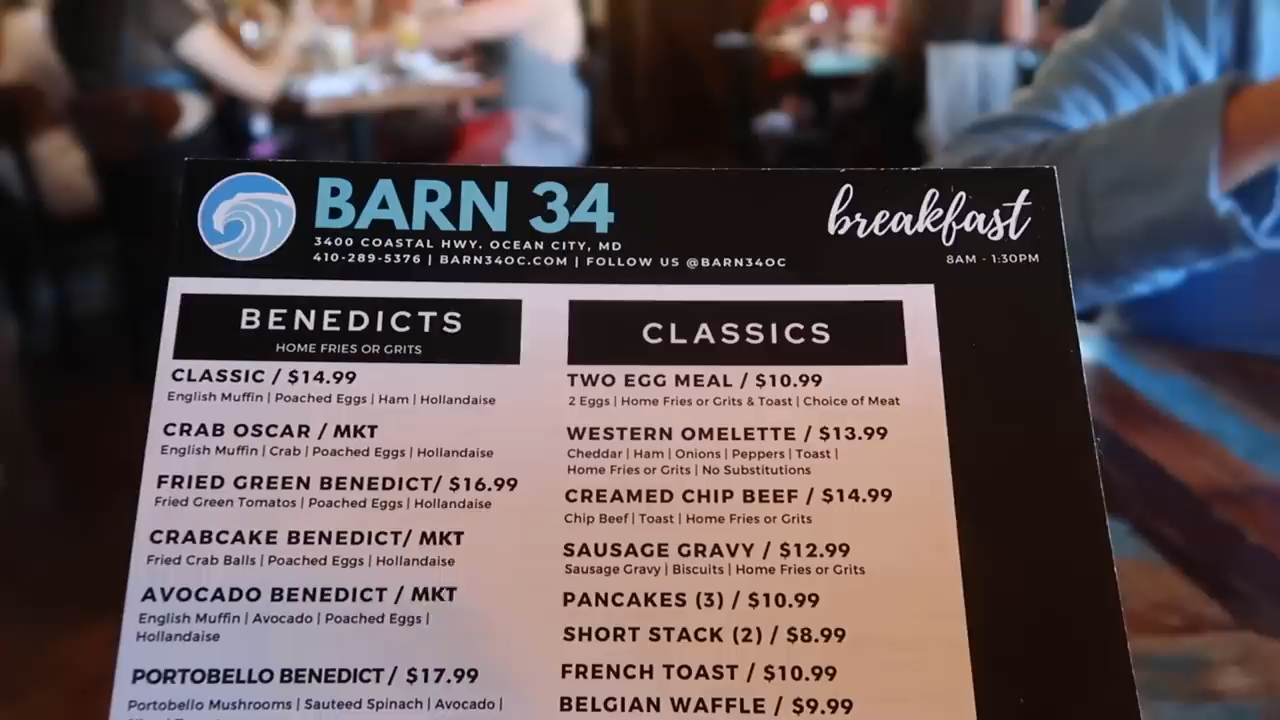 BARN 34
3400 COASTAL HWY. OCEAN CITY, MD
410-289-5376 | BARN34OC.COM | FOLLOW US @BARN34OC
breakfast
8AM - 1:30PM
BENEDICTS
HOME FRIES OR GRITS
CLASSIC / $14.99
English Muffin | Poached Eggs | Ham | Hollandaise
CRAB OSCAR / MKT
English Muffin | Crab | Poached Eggs | Hollandaise
FRIED GREEN BENEDICT/ $16.99
Fried Green Tomatos | Poached Eggs | Hollandaise
CRABCAKE BENEDICT/ MKT
Fried Crab Balls | Poached Eggs | Hollandaise
AVOCADO BENEDICT / MKT
English Muffin | Avocado | Poached Eggs |
Hollandaise
PORTOBELLO BENEDICT / $17.99
Portobello Mushrooms | Sauteed Spinach | Avocado |
CLASSICS
TWO EGG MEAL / $10.99
2 Eggs | Home Fries or Grits & Toast | Choice of Meat
WESTERN OMELETTE / $13.99
Cheddar | Ham | Onions | Peppers | Toast |
Home Fries or Grits | No Substitutions
CREAMED CHIP BEEF / $14.99
Chip Beef | Toast | Home Fries or Grits
SAUSAGE GRAVY / $12.99
Sausage Gravy | Biscuits | Home Fries or Grits
PANCAKES (3) / $10.99
SHORT STACK (2) / $8.99
FRENCH TOAST / $10.99
BELGIAN WAFFLE / $9.99